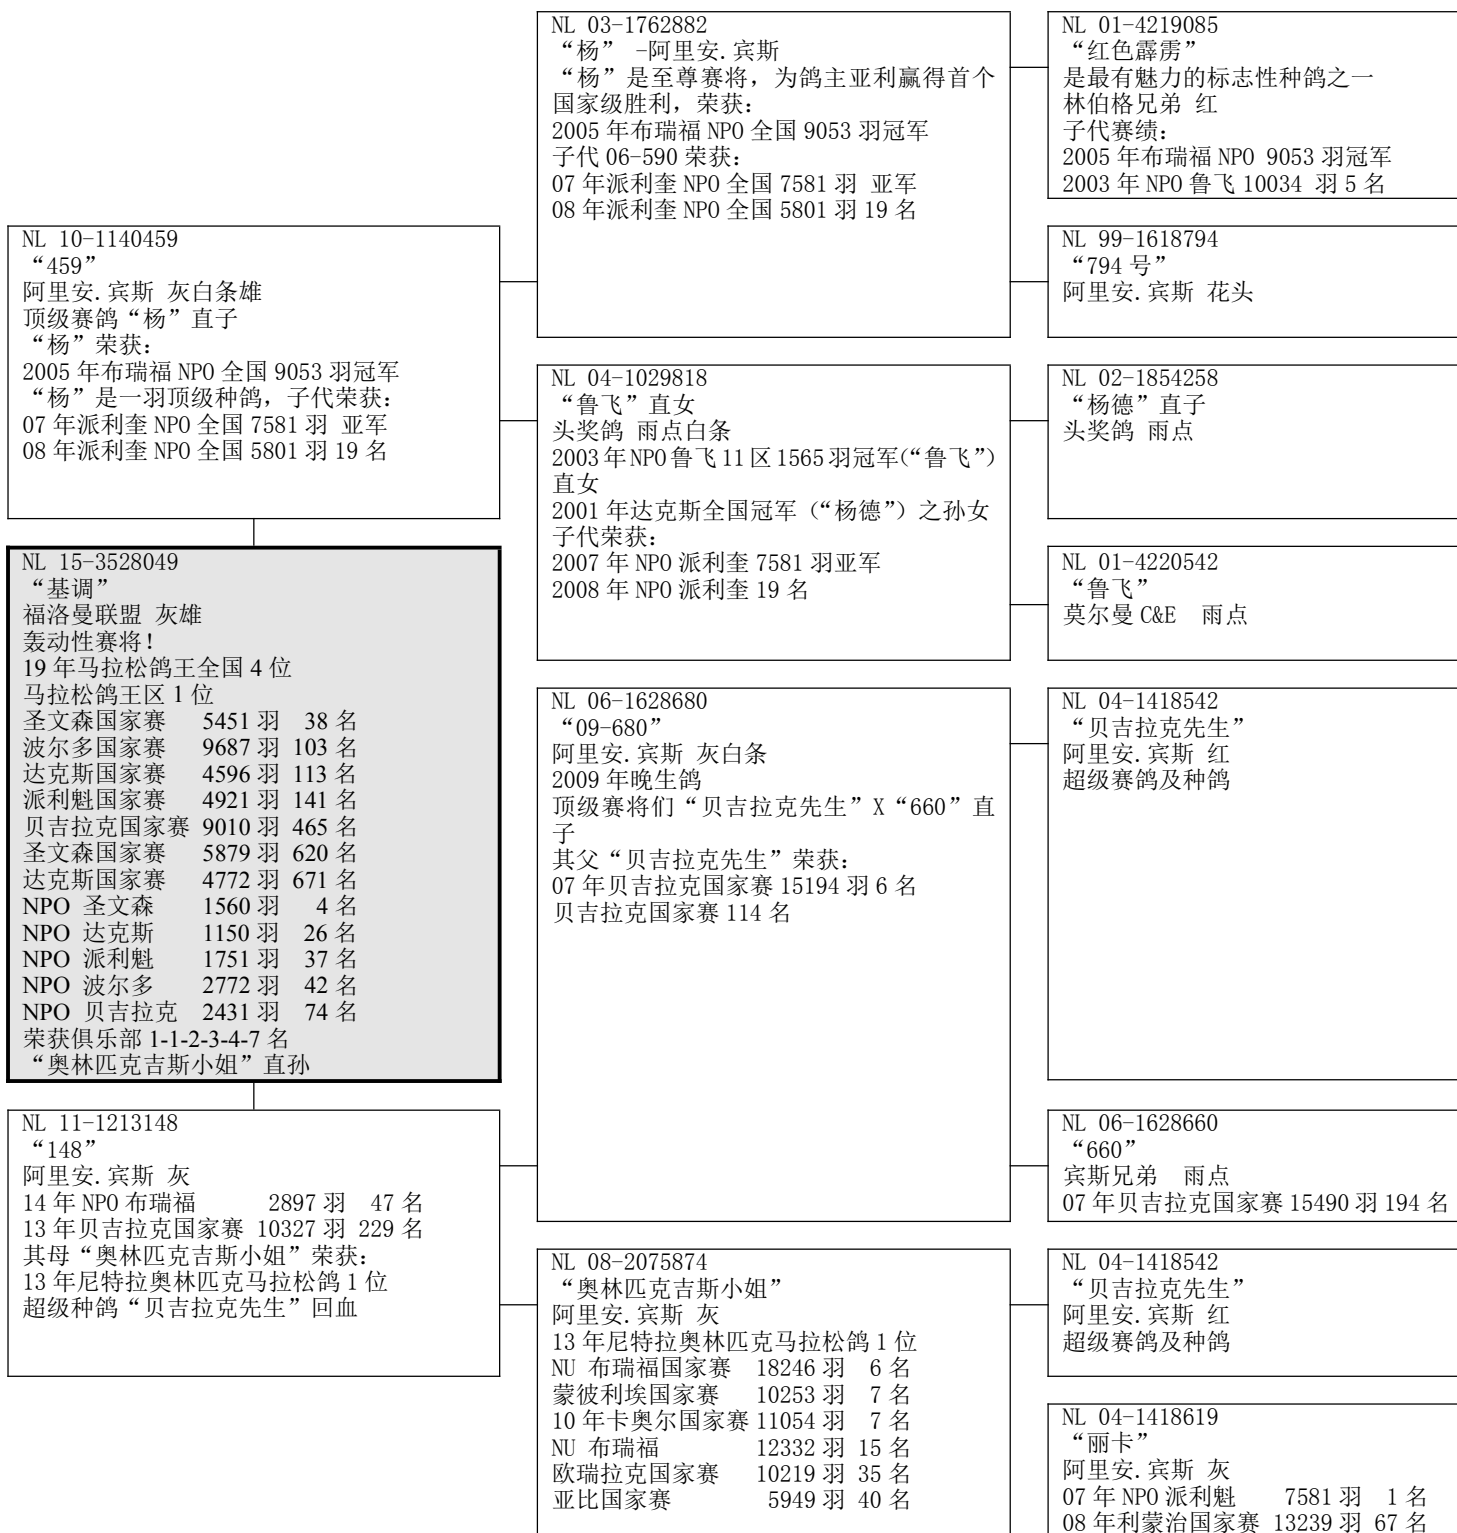 NL 10-1140459
“459”
阿里安.宾斯 灰白条雄
顶级赛鸽“杨”直子
“杨”荣获：
2005 年布瑞福 NPO 全国 9053 羽冠军
“杨”是一羽顶级种鸽，子代荣获：
07 年派利奎 NPO 全国 7581 羽 亚军
08 年派利奎 NPO 全国 5801 羽 19 名
NL 15-3528049
“基调”
福洛曼联盟 灰雄
轰动性赛将！
19 年马拉松鸽王全国 4 位
马拉松鸽王区 1 位
圣文森国家赛 5451 羽 38 名
波尔多国家赛 9687 羽 103 名
达克斯国家赛 4596 羽 113 名
派利魁国家赛 4921 羽 141 名
贝吉拉克国家赛 9010 羽 465 名
圣文森国家赛 5879 羽 620 名
达克斯国家赛 4772 羽 671 名
NPO 圣文森 1560 羽 4 名
NPO 达克斯 1150 羽 26 名
NPO 派利魁 1751 羽 37 名
NPO 波尔多 2772 羽 42 名
NPO 贝吉拉克 2431 羽 74 名
荣获俱乐部 1-1-2-3-4-7 名
“奥林匹克吉斯小姐”直孙
NL 11-1213148
“148”
阿里安.宾斯 灰
14 年 NPO 布瑞福 2897 羽 47 名
13 年贝吉拉克国家赛 10327 羽 229 名
其母“奥林匹克吉斯小姐”荣获：
13 年尼特拉奥林匹克马拉松鸽 1 位
超级种鸽“贝吉拉克先生”回血
NL 03-1762882
“杨” -阿里安.宾斯
“杨”是至尊赛将，为鸽主亚利赢得首个
国家级胜利，荣获：
2005 年布瑞福 NPO 全国 9053 羽冠军
子代 06-590 荣获：
07 年派利奎 NPO 全国 7581 羽 亚军
08 年派利奎 NPO 全国 5801 羽 19 名
NL 04-1029818
“鲁飞”直女
头奖鸽 雨点白条
2003 年 NPO 鲁飞 11 区 1565 羽冠军(“鲁飞”)
直女
2001 年达克斯全国冠军（“杨德”）之孙女
子代荣获：
2007 年 NPO 派利奎 7581 羽亚军
2008 年 NPO 派利奎 19 名
NL 06-1628680
“09-680”
阿里安.宾斯 灰白条
2009 年晚生鸽
顶级赛将们“贝吉拉克先生”X“660”直
子
其父“贝吉拉克先生”荣获：
07 年贝吉拉克国家赛 15194 羽 6 名
贝吉拉克国家赛 114 名
NL 08-2075874
“奥林匹克吉斯小姐”
阿里安.宾斯 灰
13 年尼特拉奥林匹克马拉松鸽 1 位
NU 布瑞福国家赛 18246 羽 6 名
蒙彼利埃国家赛 10253 羽 7 名
10 年卡奥尔国家赛 11054 羽 7 名
NU 布瑞福 12332 羽 15 名
欧瑞拉克国家赛 10219 羽 35 名
亚比国家赛 5949 羽 40 名
NL 01-4219085
“红色霹雳”
是最有魅力的标志性种鸽之一
林伯格兄弟 红
子代赛绩：
2005 年布瑞福 NPO 9053 羽冠军
2003 年 NPO 鲁飞 10034 羽 5 名
NL 99-1618794
“794 号”
阿里安.宾斯 花头
NL 02-1854258
“杨德”直子
头奖鸽 雨点
NL 01-4220542
“鲁飞”
莫尔曼 C&E 雨点
NL 04-1418542
“贝吉拉克先生”
阿里安.宾斯 红
超级赛鸽及种鸽
NL 06-1628660
“660”
宾斯兄弟 雨点
07 年贝吉拉克国家赛 15490 羽 194 名
NL 04-1418542
“贝吉拉克先生”
阿里安.宾斯 红
超级赛鸽及种鸽
NL 04-1418619
“丽卡”
阿里安.宾斯 灰
07 年 NPO 派利魁 7581 羽 1 名
08 年利蒙治国家赛 13239 羽 67 名